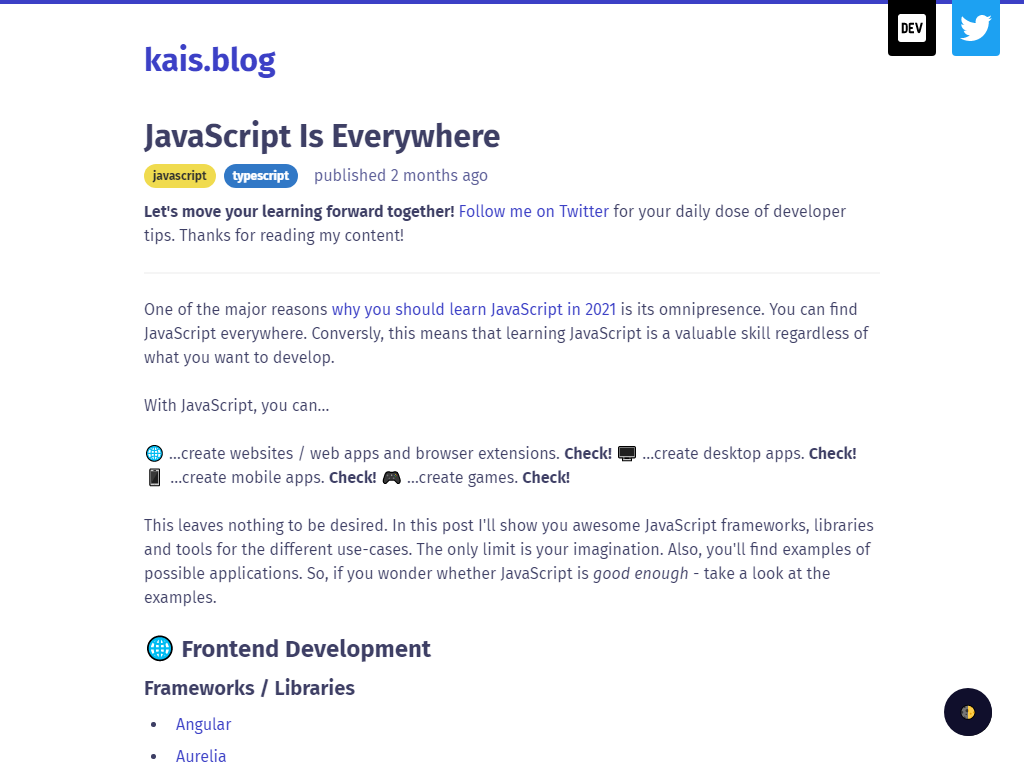 DEV
kais.blog
JavaScript Is Everywhere
javascript typescript published 2 months ago
Let's move your learning forward together! Follow me on Twitter for your daily dose of developer
tips. Thanks for reading my content!
One of the major reasons why you should learn JavaScript in 2021 is its omnipresence. You can find
JavaScript everywhere. Conversly, this means that learning JavaScript is a valuable skill regardless of
what you want to develop.
With JavaScript, you can...
🌐 ...create websites / web apps and browser extensions. Check! 🖥 ...create desktop apps. Check!
📱 ...create mobile apps. Check! 🎮 ...create games. Check!
This leaves nothing to be desired. In this post I'll show you awesome JavaScript frameworks, libraries
and tools for the different use-cases. The only limit is your imagination. Also, you'll find examples of
possible applications. So, if you wonder whether JavaScript is good enough - take a look at the
examples.
🌐 Frontend Development
Frameworks / Libraries
• Angular
• Aurelia